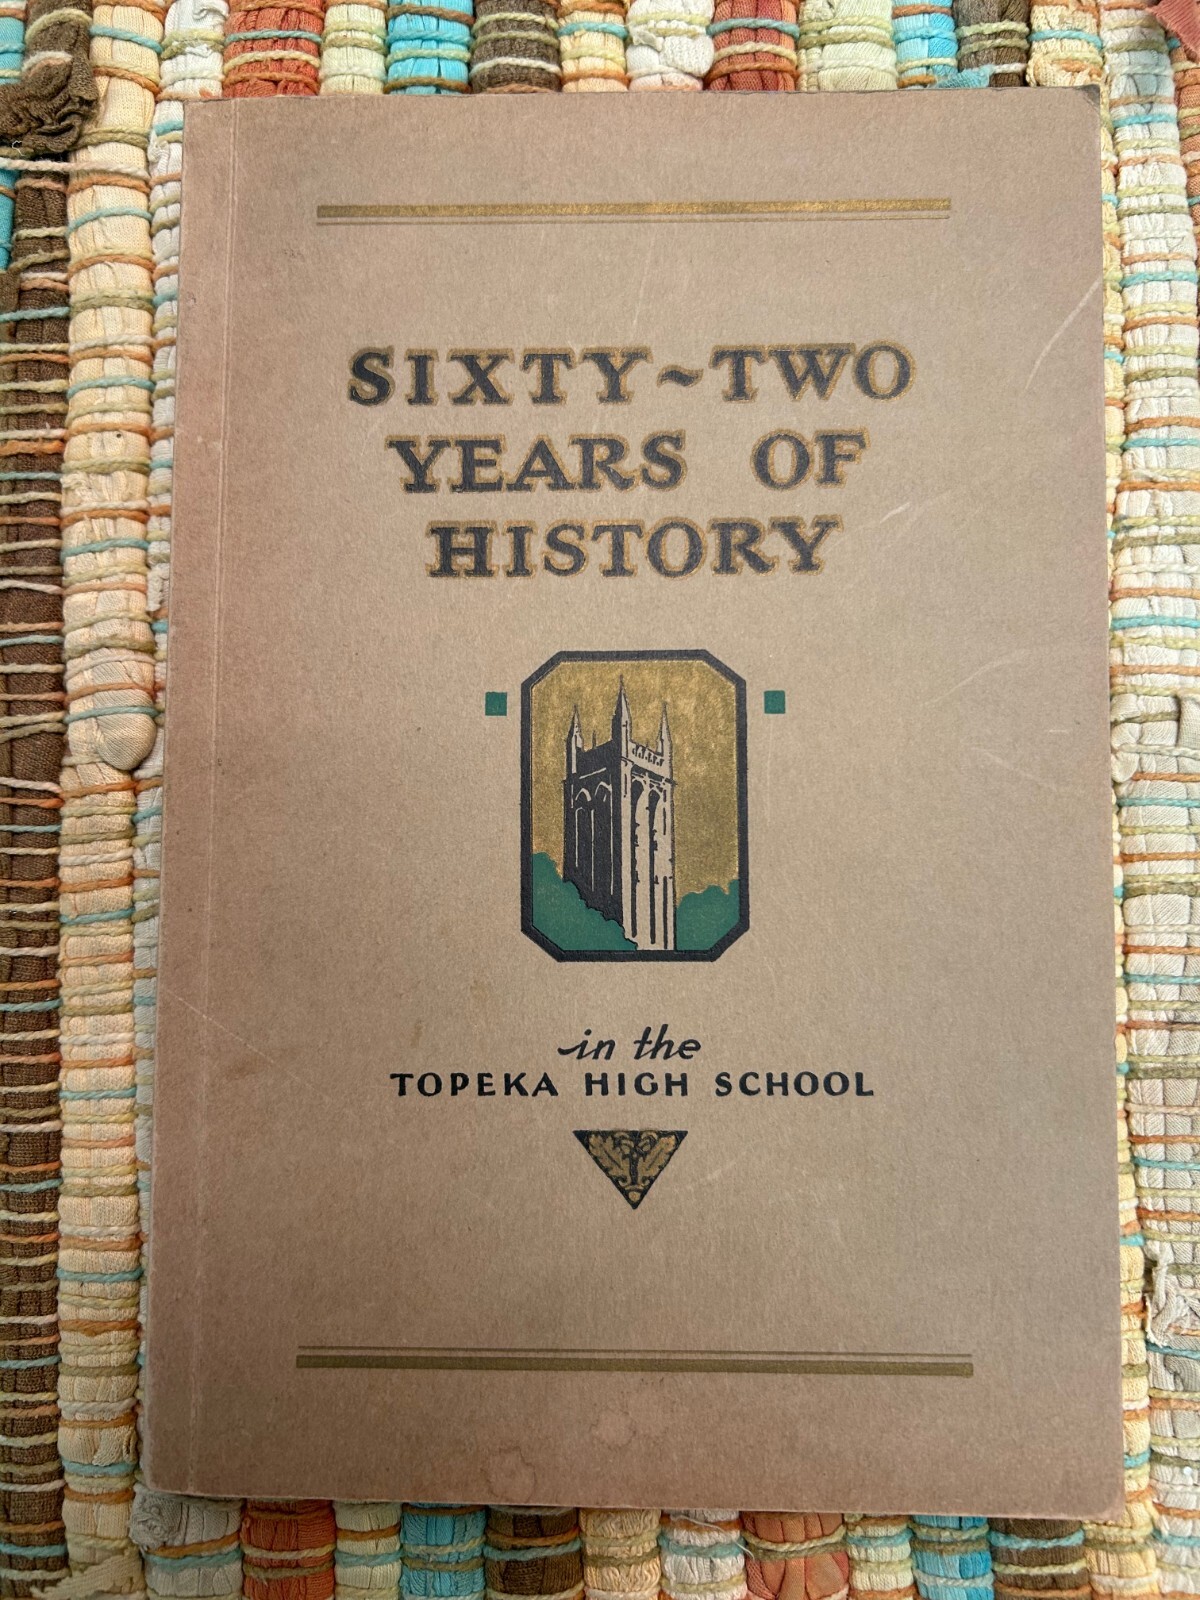 SIXTY~TWO
YEARS OF
HISTORY
in the
TOPEKA HIGH SCHOOL